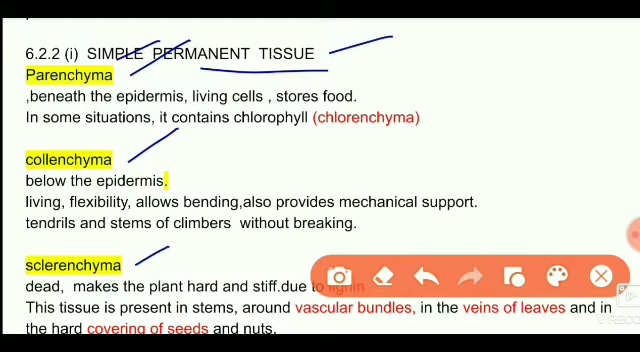 6.2.2 (i) SIMPLE PERMANENT TISSUE
Parenchyma
,beneath the epidermis, living cells , stores food.
In some situations, it contains chlorophyll (chlorenchyma)
collenchyma
below the epidermis.
living, flexibility, allows bending,also provides mechanical support.
tendrils and stems of climbers without breaking.
sclerenchyma
dead, makes the plant hard and stiff.due to lignin
This tissue is present in stems, around vascular bundles, in the veins of leaves and in
the hard covering of seeds and nuts.